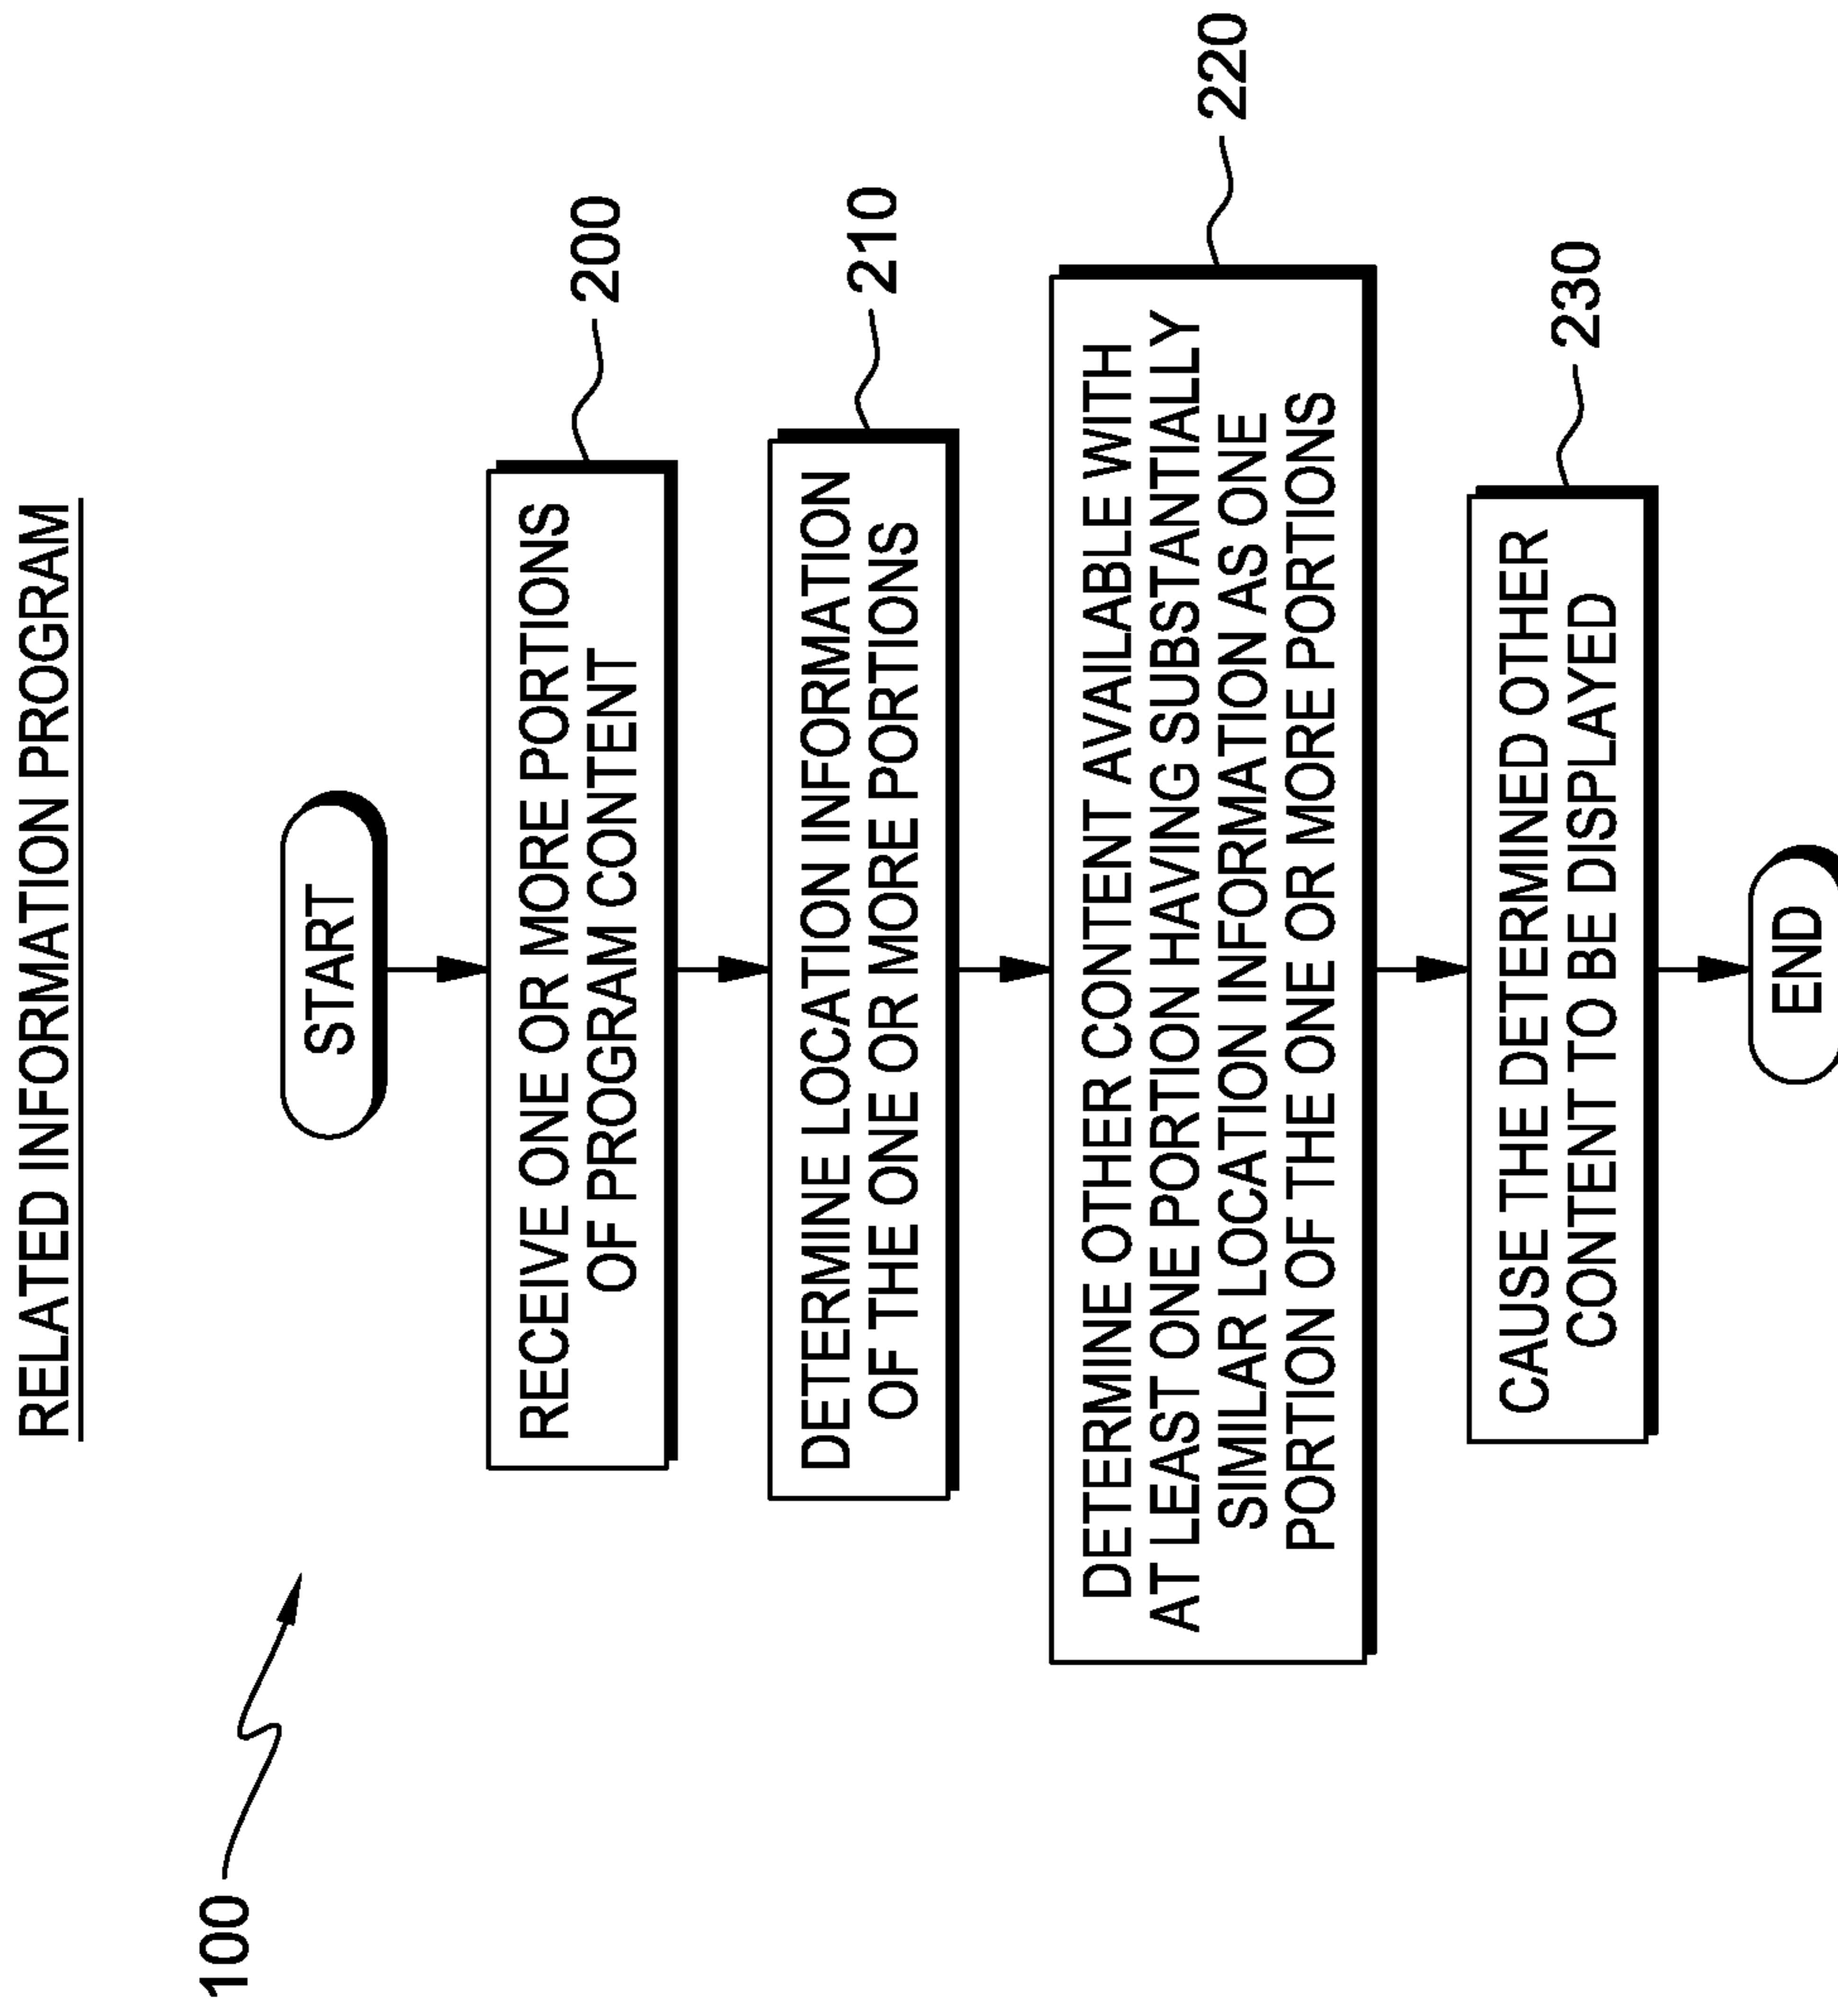 RELATED INFORMATION PROGRAM
100
START
RECEIVE ONE OR MORE PORTIONS
OF PROGRAM CONTENT
200
DETERMINE LOCATION INFORMATION
OF THE ONE OR MORE PORTIONS
210
DETERMINE OTHER CONTENT AVAILABLE WITH
AT LEAST ONE PORTION HAVING SUBSTANTIALLY
SIMILAR LOCATION INFORMATION AS ONE
PORTION OF THE ONE OR MORE PORTIONS
220
CAUSE THE DETERMINED OTHER
CONTENT TO BE DISPLAYED
230
END